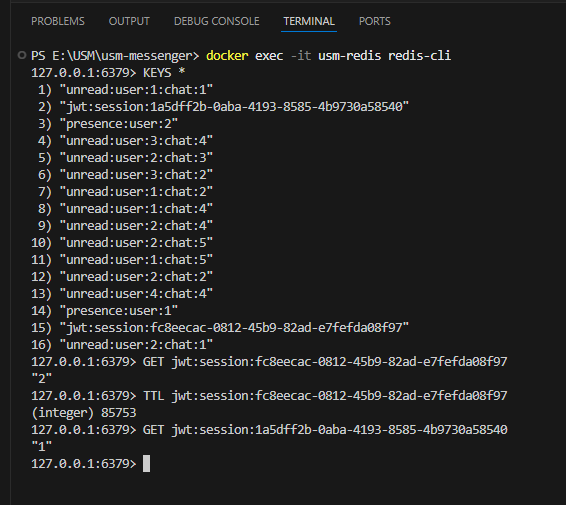 PROBLEMS OUTPUT DEBUG CONSOLE TERMINAL PORTS
PS E:\USM\usm-messenger> docker exec -it usm-redis redis-cli
127.0.0.1:6379> KEYS *
1) "unread:user:1:chat:1"
2) "jwt:session:1a5dff2b-0aba-4193-8585-4b9730a58540"
3) "presence:user:2"
4) "unread:user:3:chat:4"
5) "unread:user:2:chat:3"
6) "unread:user:3:chat:2"
7) "unread:user:1:chat:2"
8) "unread:user:1:chat:4"
9) "unread:user:2:chat:4"
10) "unread:user:2:chat:5"
11) "unread:user:1:chat:5"
12) "unread:user:2:chat:2"
13) "unread:user:4:chat:4"
14) "presence:user:1"
15) "jwt:session:fc8eecac-0812-45b9-82ad-e7fefda08f97"
16) "unread:user:2:chat:1"
127.0.0.1:6379> GET jwt:session:fc8eecac-0812-45b9-82ad-e7fefda08f97
"2"
127.0.0.1:6379> TTL jwt:session:fc8eecac-0812-45b9-82ad-e7fefda08f97
(integer) 85753
127.0.0.1:6379> GET jwt:session:1a5dff2b-0aba-4193-8585-4b9730a58540
"1"
127.0.0.1:6379>